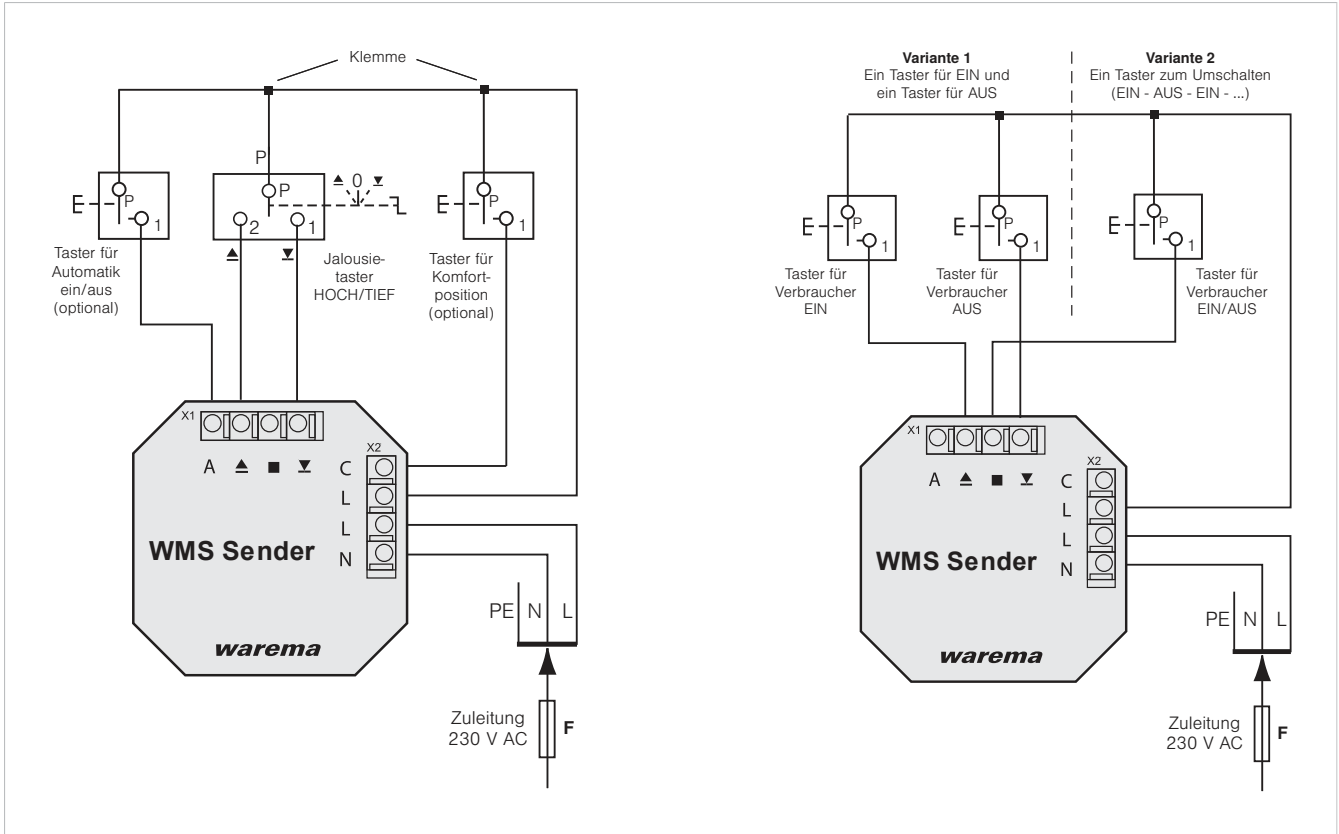 Klemme
P
P
1
P
2
1
0
P
1
Taster für
Automatik
ein/aus
(optional)
Jalousie-
taster
HOCH/TIEF
Taster für
Komfort-
position
(optional)
X1
A
X2
C
L
L
N
WMS Sender
warema
PE N L
Zuleitung
230 V AC
F
Variante 1
Ein Taster für EIN und
ein Taster für AUS
Variante 2
Ein Taster zum Umschalten
(EIN - AUS - EIN - ...)
P
1
P
1
P
1
Taster für
Verbraucher
EIN
Taster für
Verbraucher
AUS
Taster für
Verbraucher
EIN/AUS
X1
A
X2
C
L
L
N
WMS Sender
warema
PE N L
Zuleitung
230 V AC
F